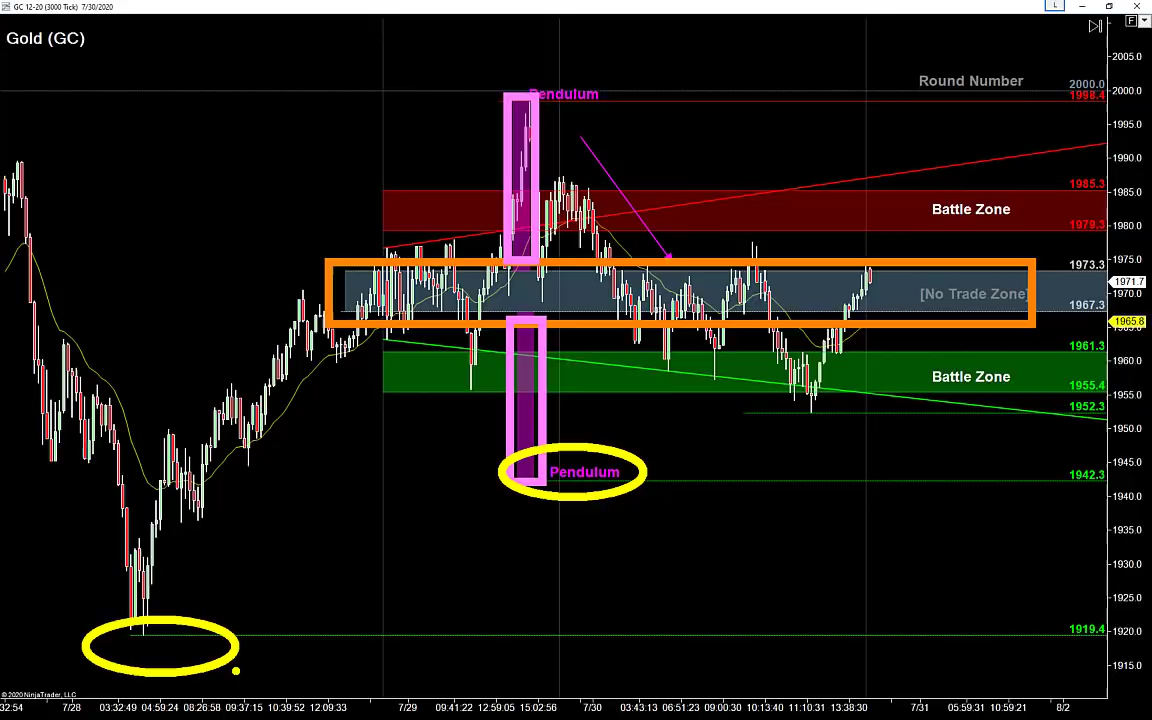 GC 12-20 (3000 Tick) 7/30/2020
L
F
Gold (GC)
2005.0
Round Number
2000.0
2000.0
Pendulum
1998.4
1995.0
1990.0
1985.3
1985.0
Battle Zone
1979.3
1980.0
1975.0
1973.3
1971.7
[No Trade Zone]
1970.0
1967.3
1965.8
1961.3
1960.0
Battle Zone
1955.4
1955.0
1952.3
1950.0
1945.0
Pendulum
1942.3
1940.0
1935.0
1930.0
1925.0
1919.4
1920.0
1915.0
© 2020 NinjaTrader, LLC
:32:54 7/28 03:32:49 04:59:24 08:26:58 09:37:15 10:39:52 12:09:33 7/29 09:41:22 12:59:05 15:02:56 7/30 03:43:13 06:51:23 09:00:30 10:13:40 11:10:31 13:38:30 7/31 05:59:31 10:59:21 8/2